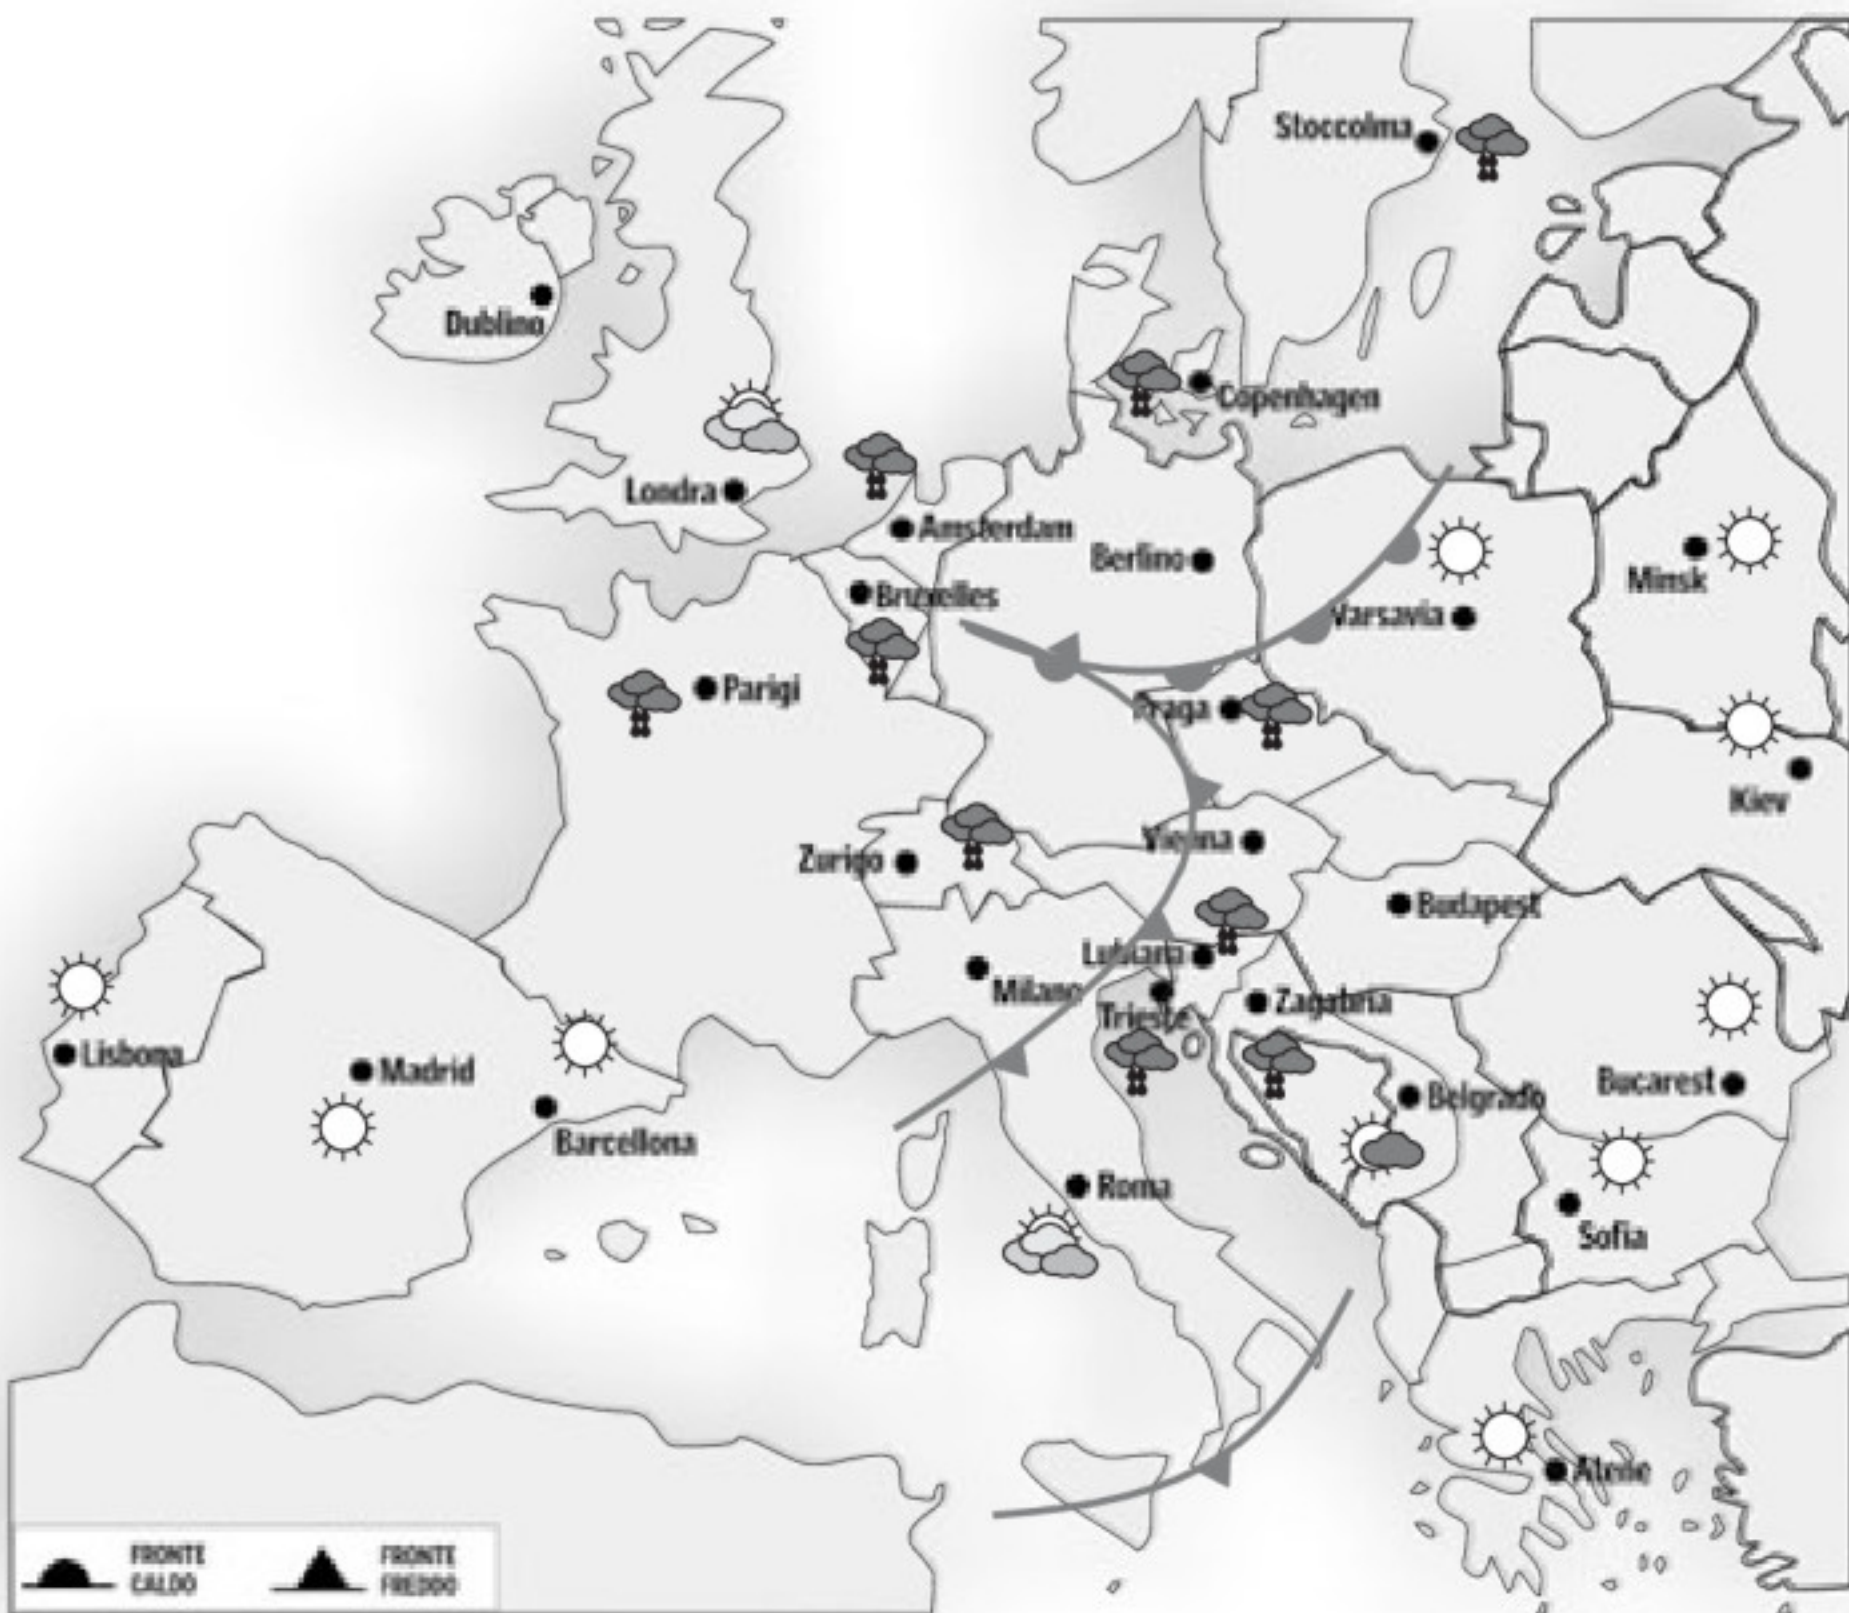 Stoccolma
Dublino
Copenhagen
Londra
Amsterdam
Berlino
Minsk
Bruxelles
Varsavia
Parigi
Praga
Kiev
Vienna
Zurigo
Budapest
Lubiana
Milano
Zagabria
Trieste
Lisbona
Madrid
Bucarest
Belgrado
Barcellona
Roma
Sofia
Atene
FRONTE
CALDO
FRONTE
FREDDO